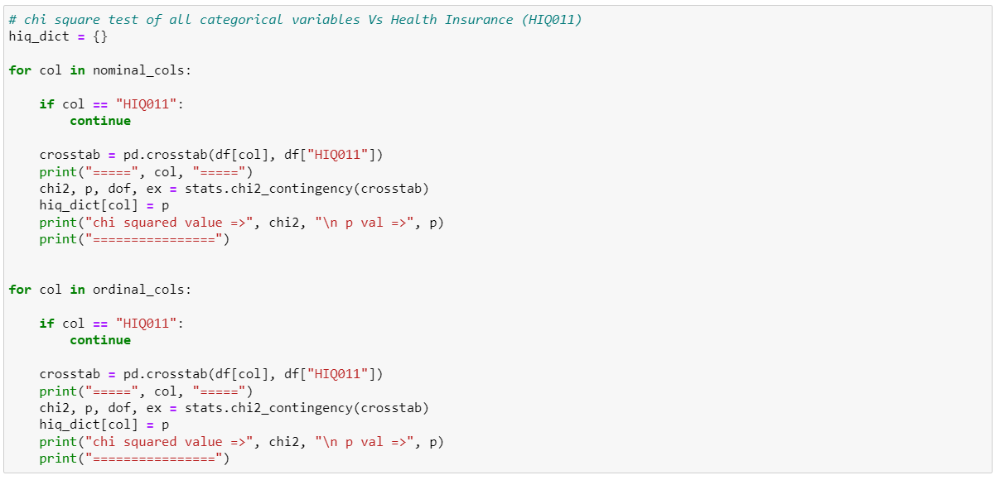 # chi square test of all categorical variables Vs Health Insurance (HIQ011)
hiq_dict = {}
for col in nominal_cols:
    if col == "HIQ011":
        continue
    crosstab = pd.crosstab(df[col], df["HIQ011"])
    print("=====", col, "=====")
    chi2, p, dof, ex = stats.chi2_contingency(crosstab)
    hiq_dict[col] = p
    print("chi squared value =>", chi2, "\n p val =>", p)
    print("================")
for col in ordinal_cols:
    if col == "HIQ011":
        continue
    crosstab = pd.crosstab(df[col], df["HIQ011"])
    print("=====", col, "=====")
    chi2, p, dof, ex = stats.chi2_contingency(crosstab)
    hiq_dict[col] = p
    print("chi squared value =>", chi2, "\n p val =>", p)
    print("================")